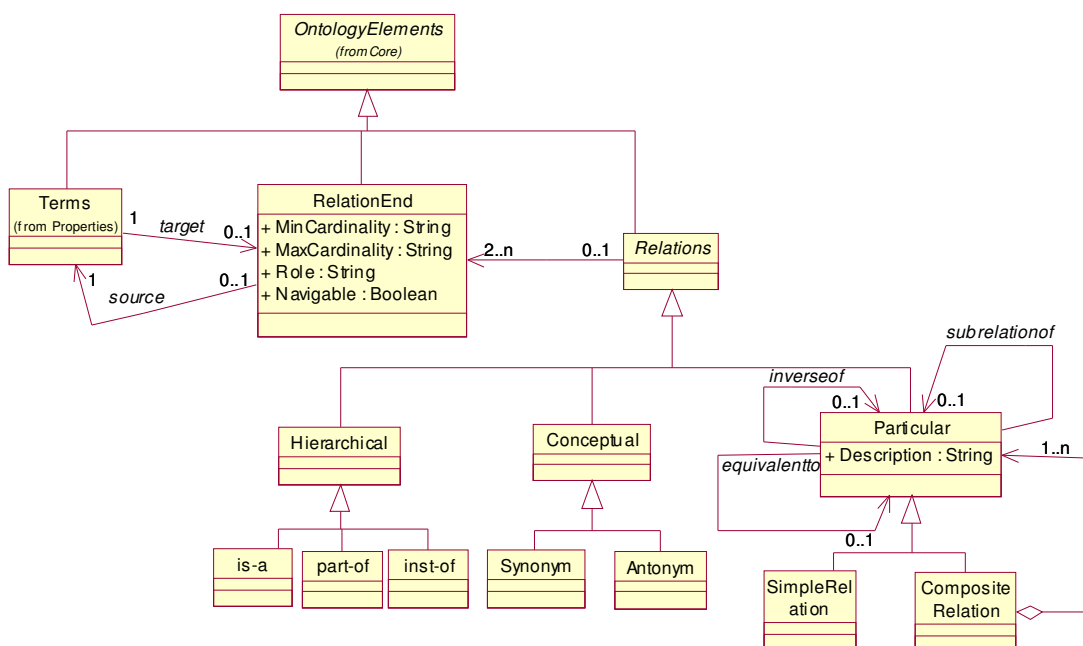 OntologyElements
(from Core)
Terms
(from Properties)
1
target
0..1
RelationEnd
+ MinCardinality : String
+ MaxCardinality : String
+ Role : String
+ Navigable : Boolean
2..n
0..1
Relations
1
source
0..1
subrelationof
inverseof
0..1
0..1
Hierarchical
Conceptual
Particular
+ Description : String
equivalentto
1..n
0..1
is-a
part-of
inst-of
Synonym
Antonym
SimpleRel
ation
Composite
Relation